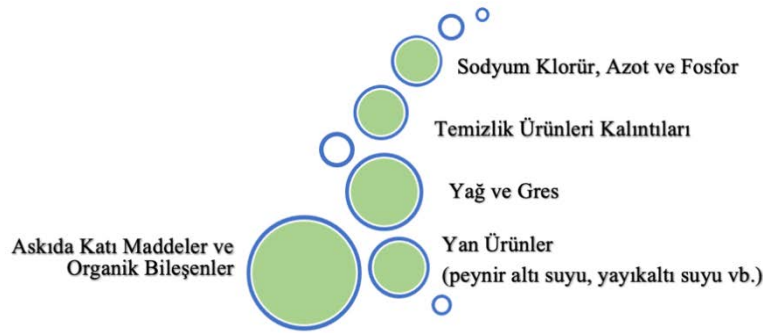 Sodyum Klorür, Azot ve Fosfor
Temizlik Ürünleri Kalıntıları
Yağ ve Gres
Askıda Katı Maddeler ve
Organik Bileşenler
Yan Ürünler
(peynir altı suyu, yayıkaltı suyu vb.)